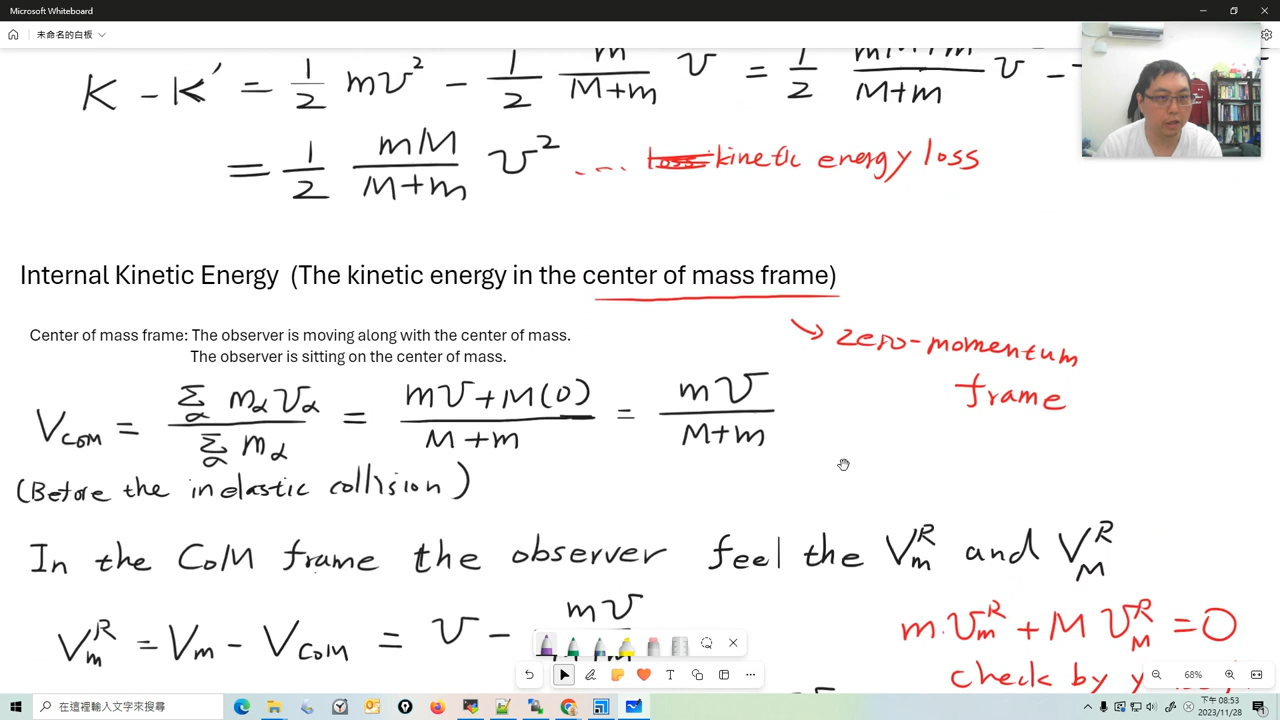 Microsoft Whiteboard
未命名的白板
K - K' = 1/2 mv² - 1/2 m/(M+m) v = 1/2 /(M+m) v -
= 1/2 mM/(M+m) v² ... kinetic energy loss
Internal Kinetic Energy (The kinetic energy in the center of mass frame)
Center of mass frame: The observer is moving along with the center of mass.
The observer is sitting on the center of mass.
zero-momentum
frame
V_COM = Σ_α m_α v_α / Σ_α m_α = (mv + M(0))/(M+m) = mv/(M+m)
(Before the inelastic collision)
In the CoM frame the observer feel the V_m^R and V_M^R
V_m^R = V_m - V_COM = v - mv
m·v_m^R + M v_M^R = 0
check by
68%
在這裡輸入文字來搜尋
下午 08:53
2023/11/28